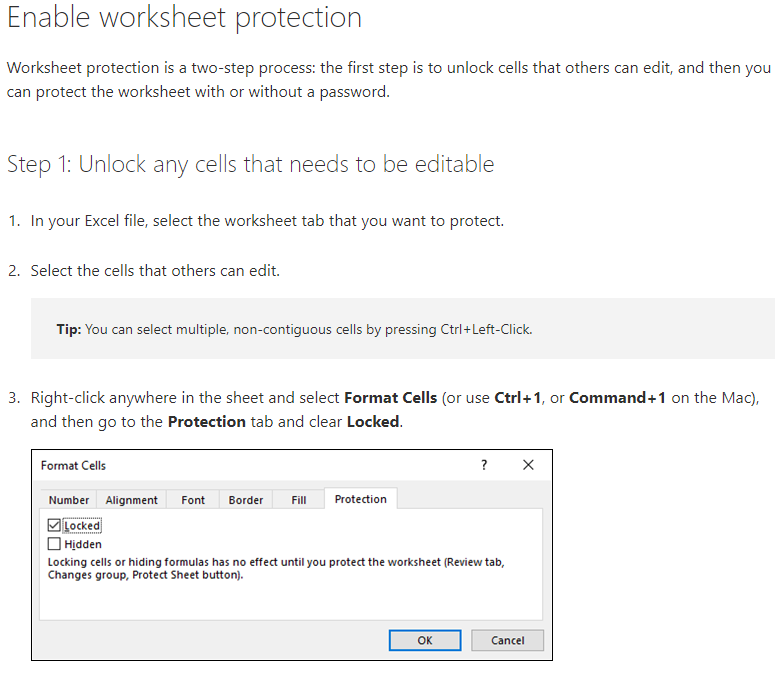 Enable worksheet protection
Worksheet protection is a two-step process: the first step is to unlock cells that others can edit, and then you
can protect the worksheet with or without a password.
Step 1: Unlock any cells that needs to be editable
1. In your Excel file, select the worksheet tab that you want to protect.
2. Select the cells that others can edit.
Tip: You can select multiple, non-contiguous cells by pressing Ctrl+Left-Click.
3. Right-click anywhere in the sheet and select Format Cells (or use Ctrl+1, or Command+1 on the Mac),
and then go to the Protection tab and clear Locked.
Format Cells ?
Number Alignment Font Border Fill Protection
Locked
Hidden
Locking cells or hiding formulas has no effect until you protect the worksheet (Review tab,
Changes group, Protect Sheet button).
OK Cancel